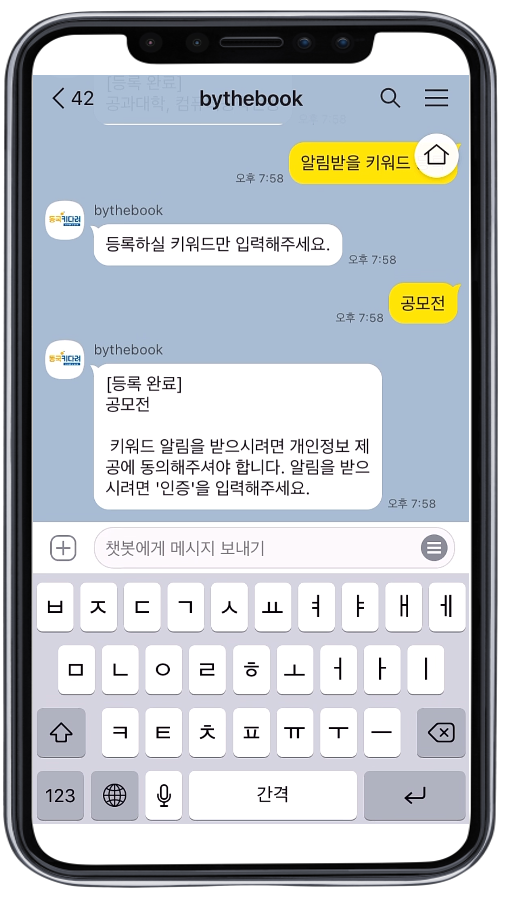 [등록 완료]
42
bythebook
공과대학, 컴퓨
알림받을 키워드
오후 7:58
bythebook
등록하실 키워드만 입력해주세요.
오후 7:58
공모전
오후 7:58
bythebook
[등록 완료]
공모전
키워드 알림을 받으시려면 개인정보 제
공에 동의해주셔야 합니다. 알림을 받으
시려면 '인증'을 입력해주세요.
오후 7:58
챗봇에게 메시지 보내기
ㅂ ㅈ ㄷ ㄱ ㅅ ㅛ ㅕ ㅑ ㅐ ㅔ
ㅁ ㄴ ㅇ ㄹ ㅎ ㅗ ㅓ ㅏ ㅣ
ㅋ ㅌ ㅊ ㅍ ㅠ ㅜ ㅡ
123 간격